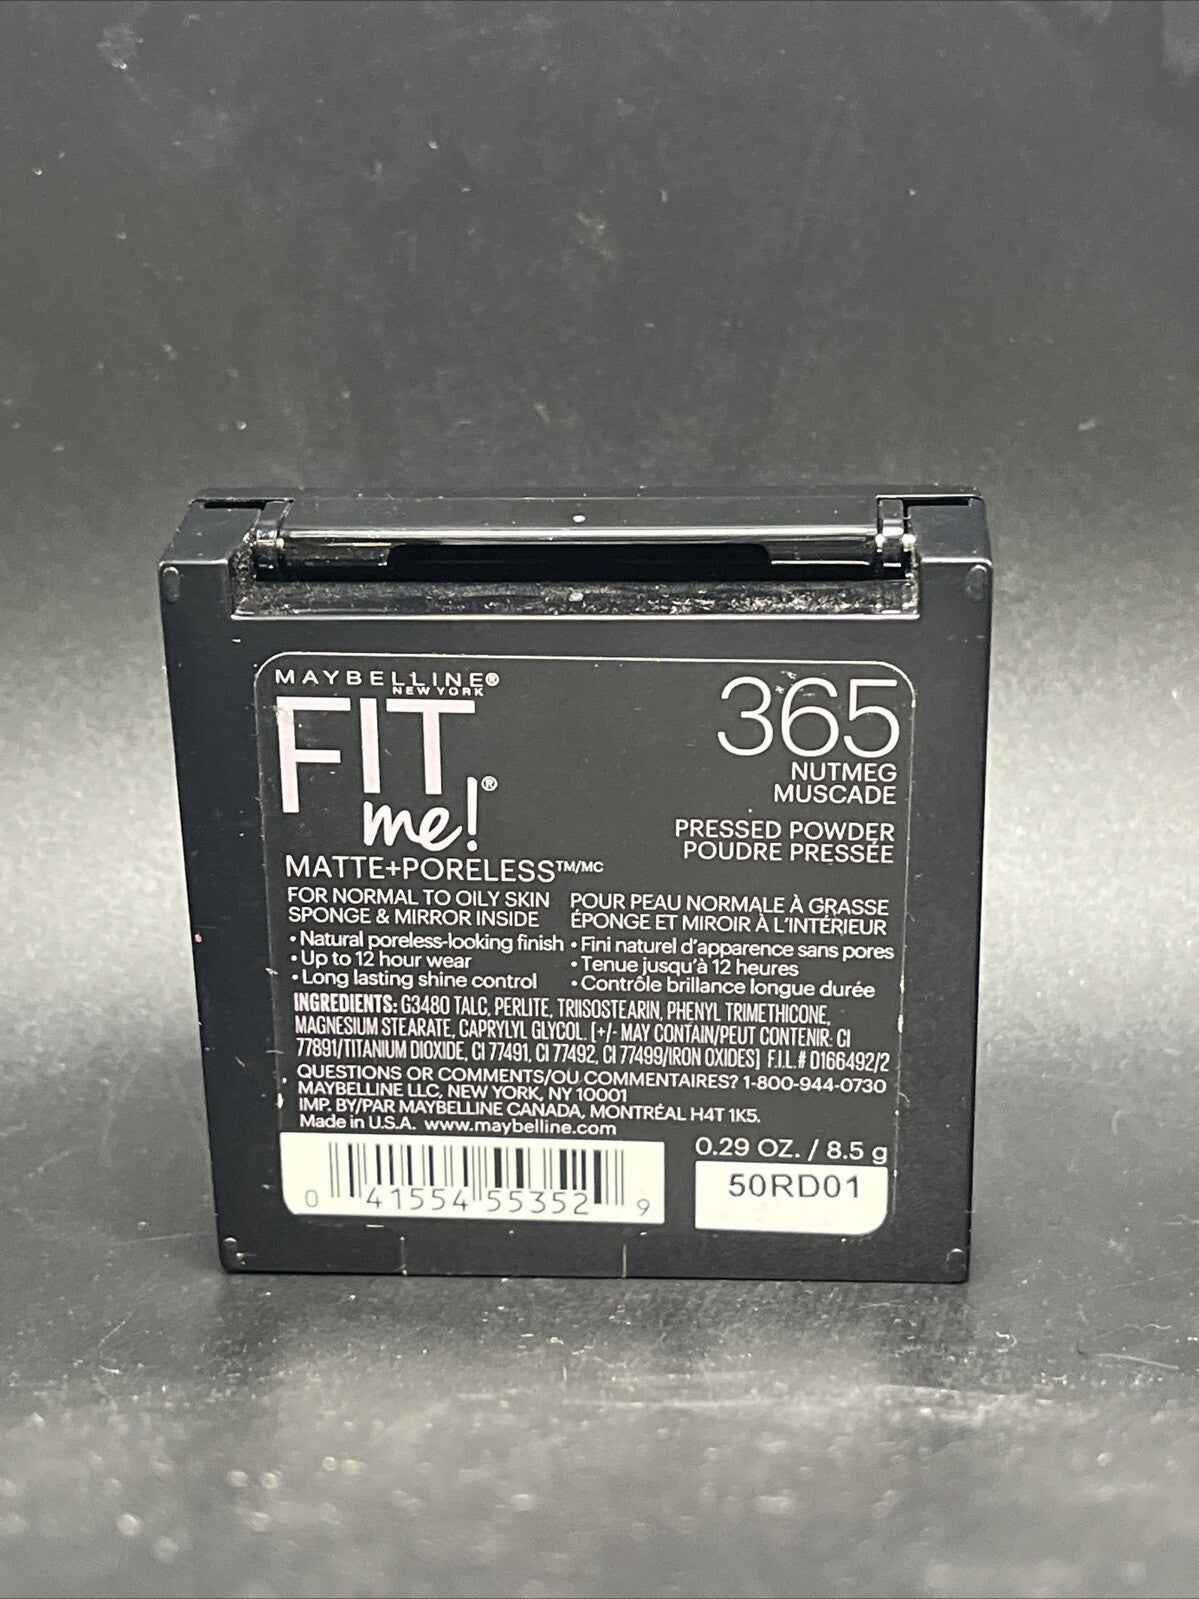 MAYBELLINE®
NEW YORK
FIT
me!®
MATTE+PORELESS™/MC
365
NUTMEG
MUSCADE
PRESSED POWDER
POUDRE PRESSÉE
FOR NORMAL TO OILY SKIN
SPONGE & MIRROR INSIDE
• Natural poreless-looking finish
• Up to 12 hour wear
• Long lasting shine control
POUR PEAU NORMALE À GRASSE
ÉPONGE ET MIROIR À L'INTÉRIEUR
• Fini naturel d'apparence sans pores
• Tenue jusqu'à 12 heures
• Contrôle brillance longue durée
INGREDIENTS: G3480 TALC, PERLITE, TRIISOSTEARIN, PHENYL TRIMETHICONE,
MAGNESIUM STEARATE, CAPRYLYL GLYCOL. [+/- MAY CONTAIN/PEUT CONTENIR: CI
77891/TITANIUM DIOXIDE, CI 77491, CI 77492, CI 77499/IRON OXIDES] F.I.L.# D166492/2
QUESTIONS OR COMMENTS/OU COMMENTAIRES? 1-800-944-0730
MAYBELLINE LLC, NEW YORK, NY 10001
IMP. BY/PAR MAYBELLINE CANADA, MONTRÉAL H4T 1K5.
Made in U.S.A. www.maybelline.com
0.29 OZ. / 8.5 g
50RD01
0 41554 55352 9